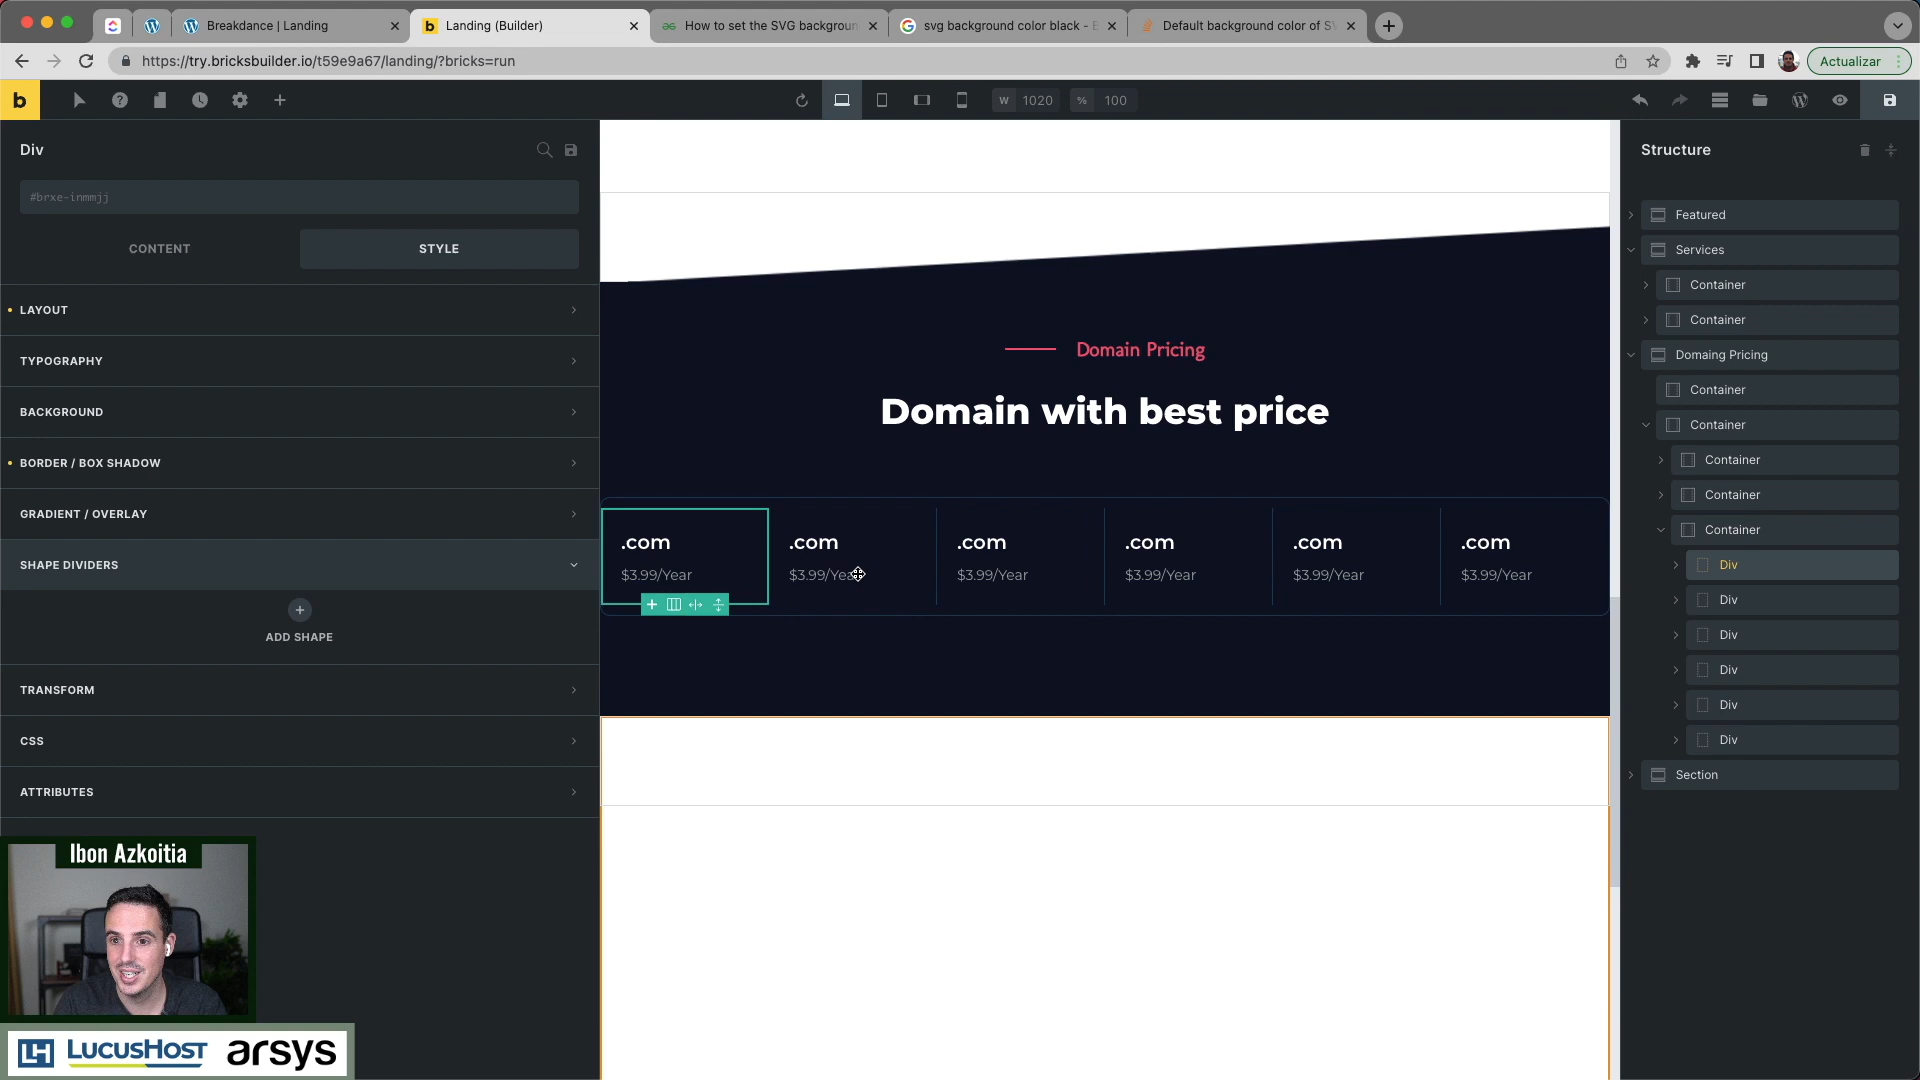 Breakdance | Landing
Landing (Builder)
How to set the SVG backgroun
svg background color black - E
Default background color of SV
https://try.bricksbuilder.io/t59e9a67/landing/?bricks=run
Actualizar
b
W 1020
% 100
Div
#brxe-inmmjj
CONTENT
STYLE
LAYOUT
TYPOGRAPHY
BACKGROUND
BORDER / BOX SHADOW
GRADIENT / OVERLAY
SHAPE DIVIDERS
ADD SHAPE
TRANSFORM
CSS
ATTRIBUTES
Ibon Azkoitia
LH LucusHost arsys
Domain Pricing
Domain with best price
.com .com .com .com .com .com
$3.99/Year $3.99/Year $3.99/Year $3.99/Year $3.99/Year $3.99/Year
Structure
Featured
Services
Container
Container
Domaing Pricing
Container
Container
Container
Container
Container
Div
Div
Div
Div
Div
Div
Section